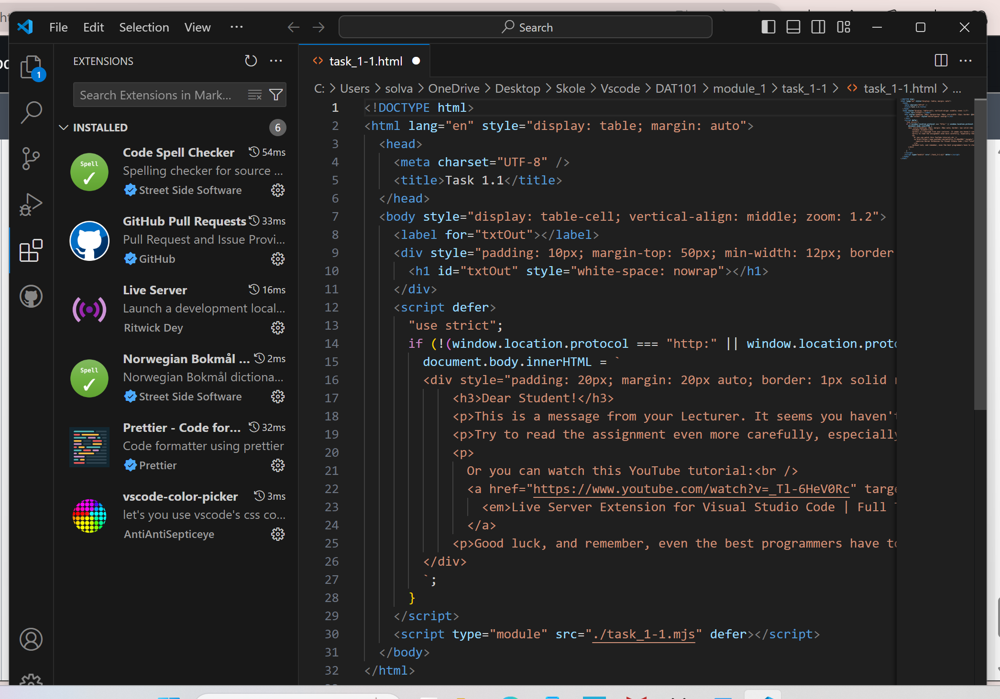 File Edit Selection View ··· Search
EXTENSIONS
Search Extensions in Mark...
INSTALLED 6
Code Spell Checker 54ms
Spelling checker for source ...
Street Side Software
GitHub Pull Requests 33ms
Pull Request and Issue Provi...
GitHub
Live Server 16ms
Launch a development local...
Ritwick Dey
Norwegian Bokmål ... 2ms
Norwegian Bokmål dictiona...
Street Side Software
Prettier - Code for... 32ms
Code formatter using prettier
Prettier
vscode-color-picker 3ms
let's you use vscode's css co...
AntiAntiSepticeye
1
Spell
Spell
task_1-1.html
C: > Users > solva > OneDrive > Desktop > Skole > Vscode > DAT101 > module_1 > task_1-1 > <> task_1-1.html > ...
1 <!DOCTYPE html>
2 <html lang="en" style="display: table; margin: auto">
3 <head>
4 <meta charset="UTF-8" />
5 <title>Task 1.1</title>
6 </head>
7 <body style="display: table-cell; vertical-align: middle; zoom: 1.2">
8 <label for="txtOut"></label>
9 <div style="padding: 10px; margin-top: 50px; min-width: 12px; border
10 <h1 id="txtOut" style="white-space: nowrap"></h1>
11 </div>
12 <script defer>
13 "use strict";
14 if (!(window.location.protocol === "http:" || window.location.proto
15 document.body.innerHTML = `
16 <div style="padding: 20px; margin: 20px auto; border: 1px solid
17 <h3>Dear Student!</h3>
18 <p>This is a message from your Lecturer. It seems you haven't
19 <p>Try to read the assignment even more carefully, especially
20 <p>
21 Or you can watch this YouTube tutorial:<br />
22 <a href="https://www.youtube.com/watch?v=_Tl-6HeV0Rc" targe
23 <em>Live Server Extension for Visual Studio Code | Full
24 </a>
25 <p>Good luck, and remember, even the best programmers have to
26 </div>
27 `;
28 }
29 </script>
30 <script type="module" src="./task_1-1.mjs" defer></script>
31 </body>
32 </html>